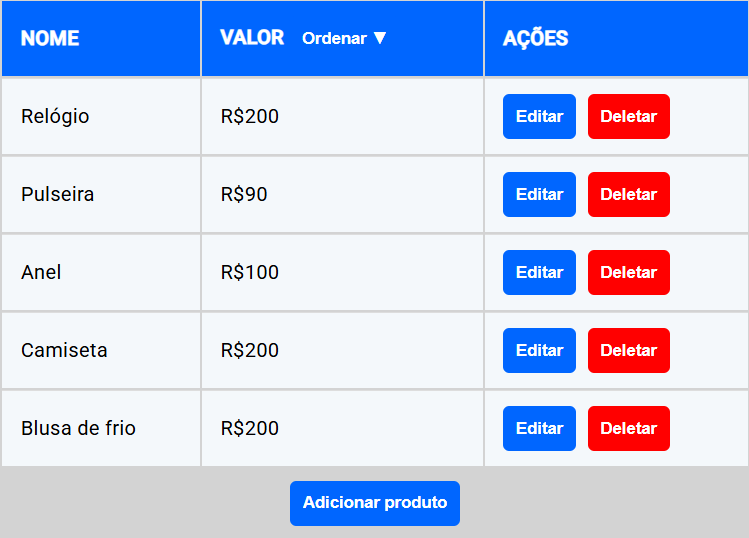 NOME VALOR Ordenar ▼ AÇÕES
Relógio R$200 Editar Deletar
Pulseira R$90 Editar Deletar
Anel R$100 Editar Deletar
Camiseta R$200 Editar Deletar
Blusa de frio R$200 Editar Deletar
Adicionar produto